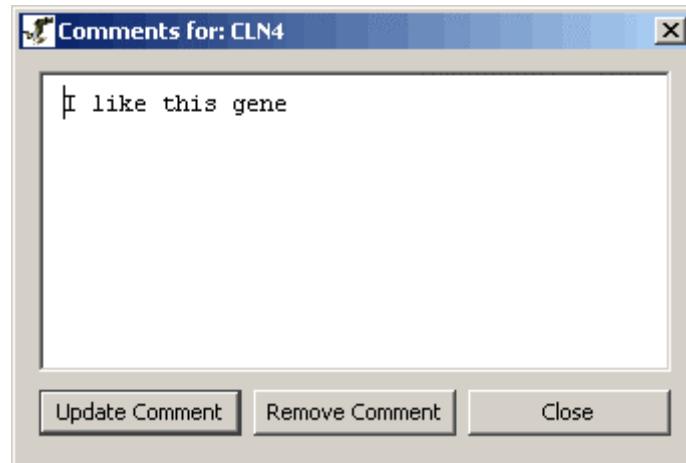 Comments for: CLN4
I like this gene
Update Comment Remove Comment Close